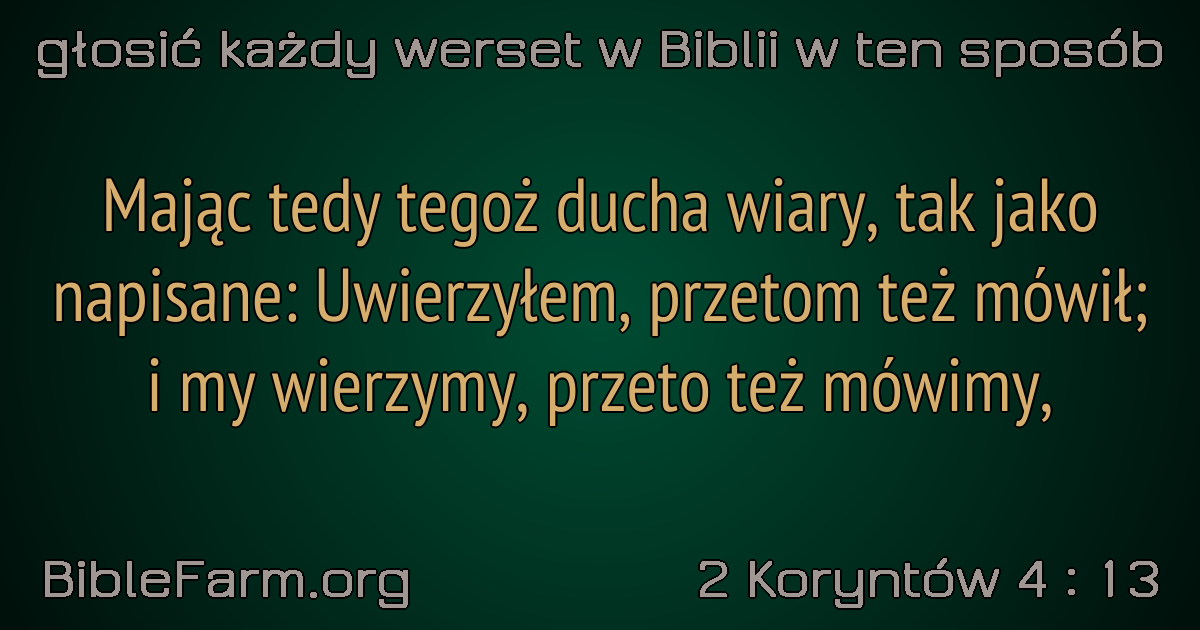 głosić każdy werset w Biblii w ten sposób
Mając tedy tegoż ducha wiary, tak jako
napisane: Uwierzyłem, przetom też mówił;
i my wierzymy, przeto też mówimy,
BibleFarm.org
2 Koryntów 4 : 13